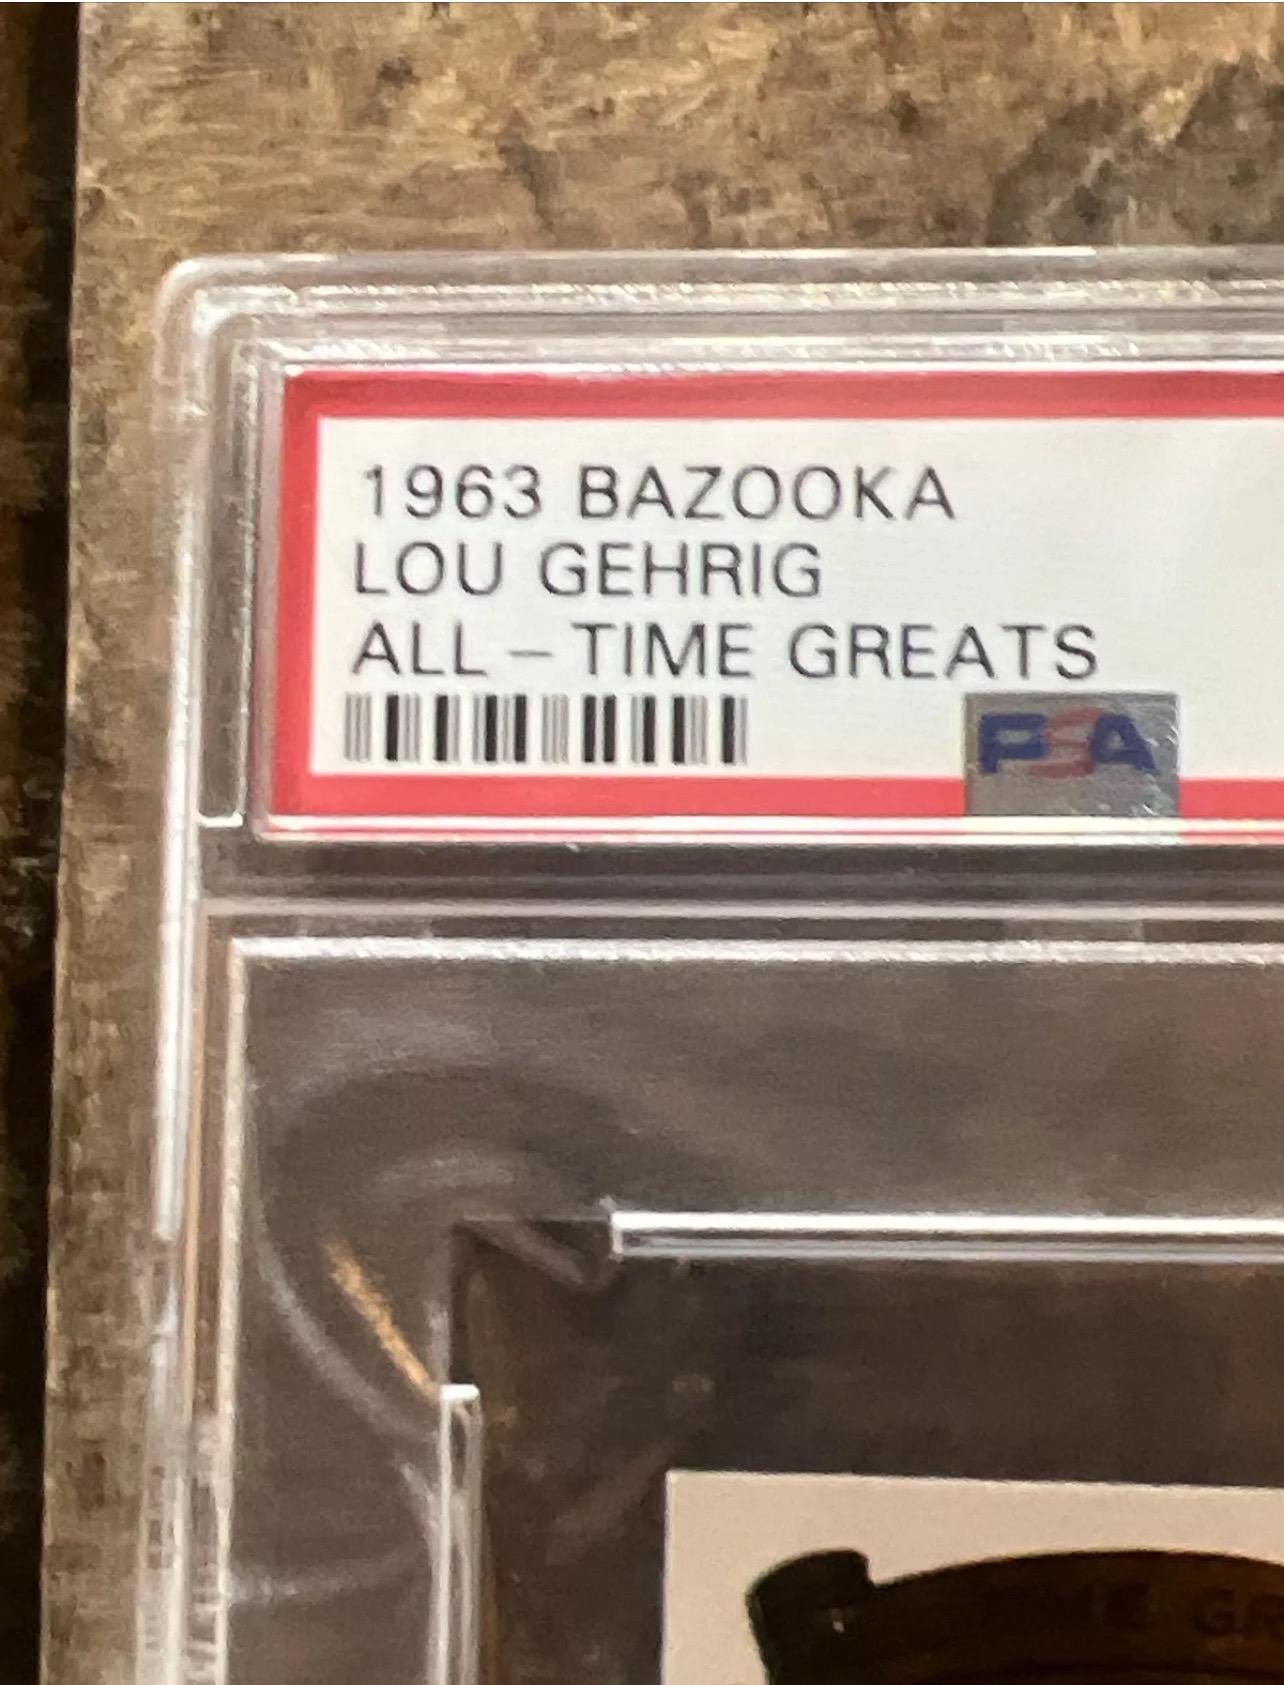 1963 BAZOOKA
LOU GEHRIG
ALL-TIME GREATS
PSA